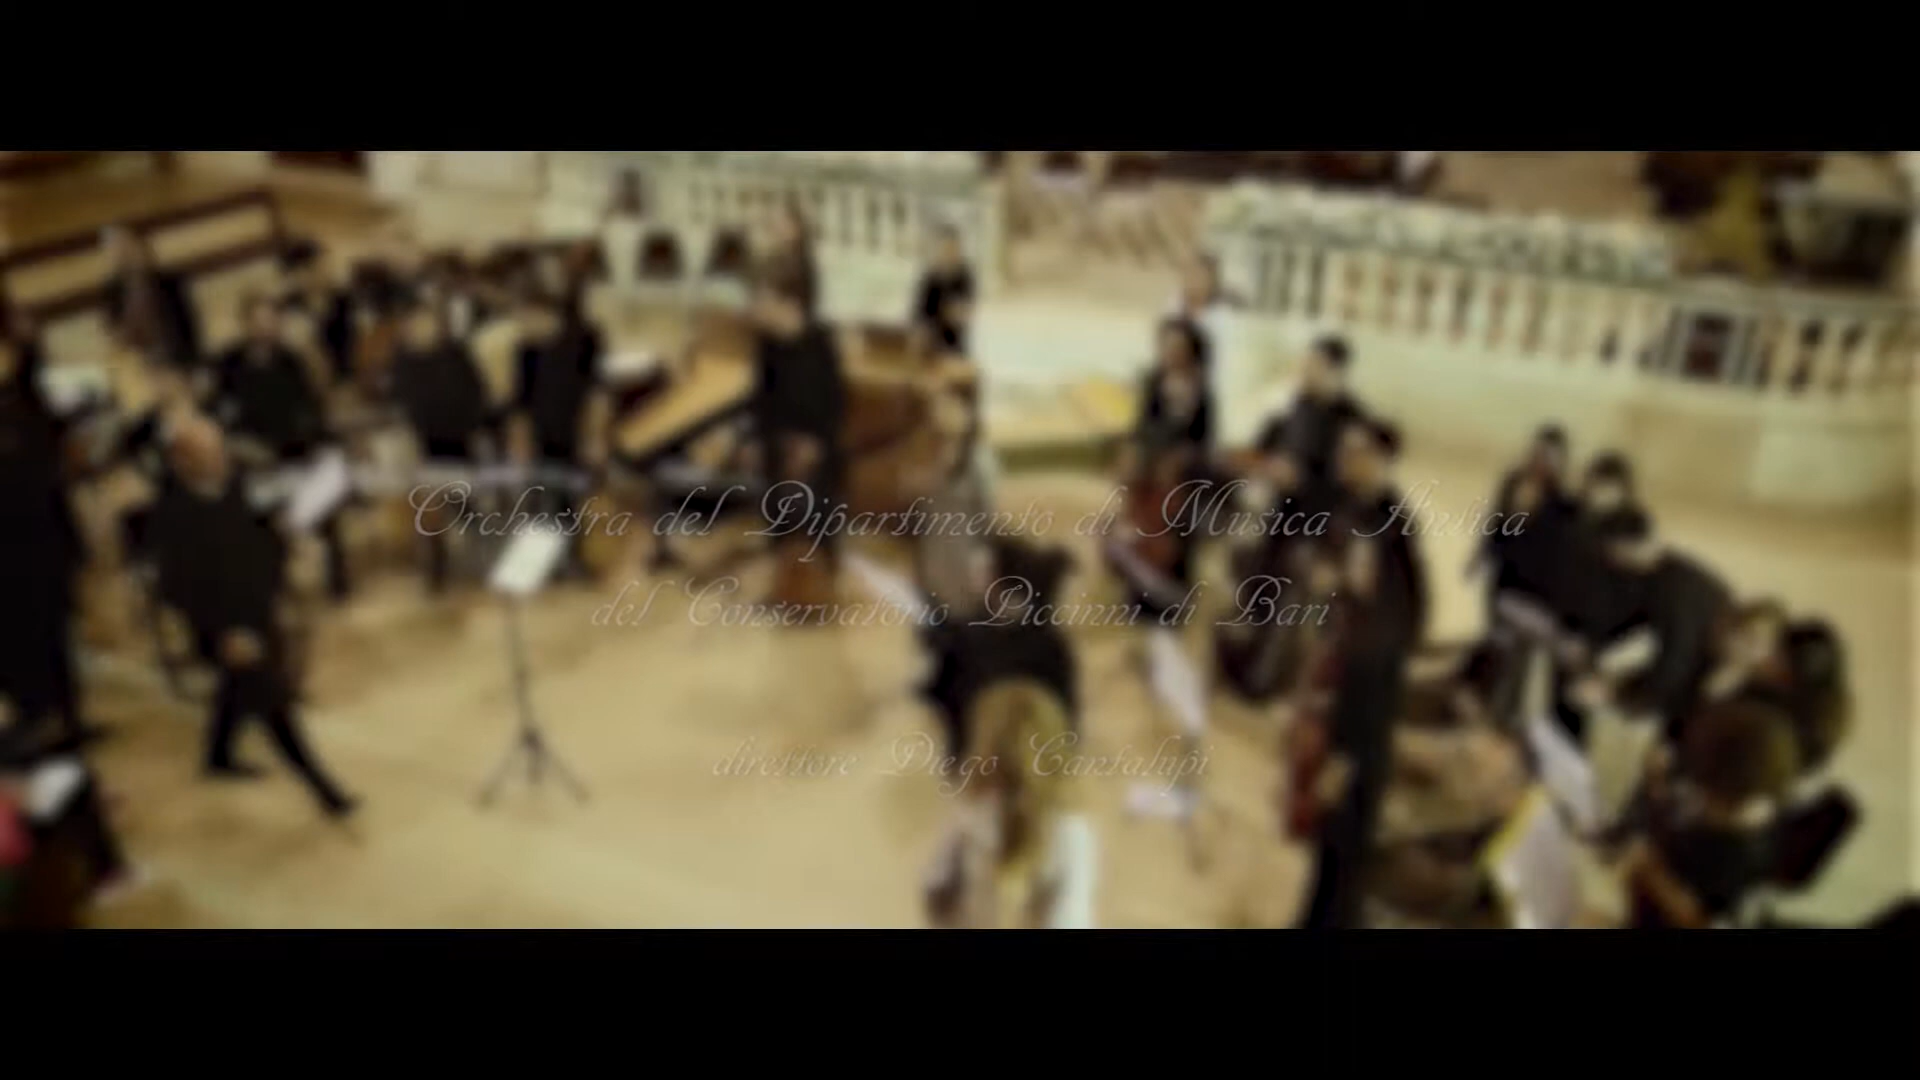 Orchestra del Dipartimento di Musica Antica
del Conservatorio Piccinni di Bari
direttore Diego Cantalupi